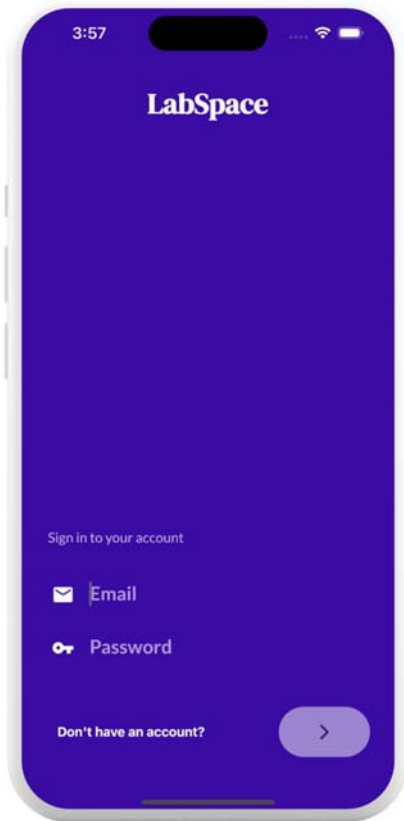 3:57
LabSpace
Sign in to your account
Email
Password
Don't have an account?